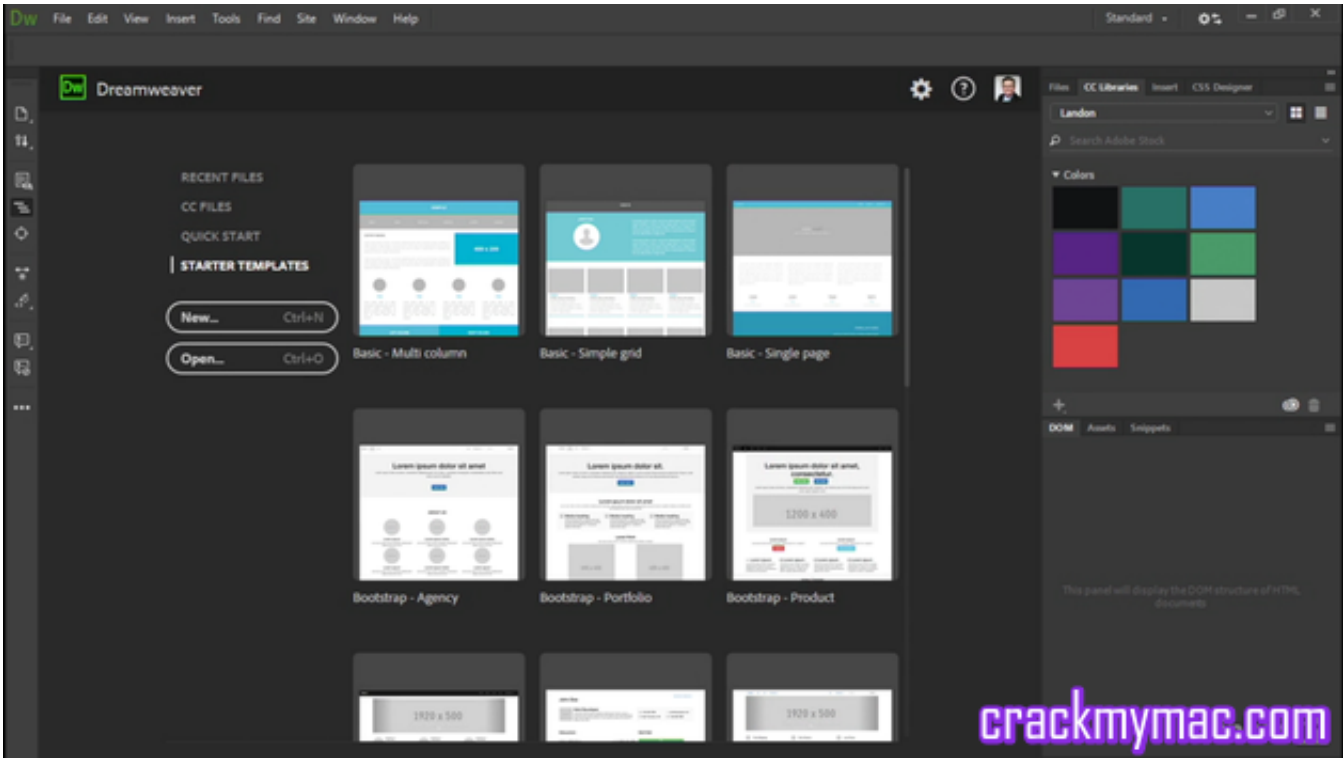 Dw File Edit View Insert Tools Find Site Window Help Standard
Dw Dreamweaver
Files CC Libraries Insert CSS Designer
Landon
Search Adobe Stock
Colors
RECENT FILES
CC FILES
QUICK START
STARTER TEMPLATES
New... Ctrl+N
Open... Ctrl+O
Basic - Multi column Basic - Simple grid Basic - Single page
DOM Assets Snippets
Lorem ipsum dolor sit amet
Lorem ipsum dolor sit.
Lorem ipsum dolor sit amet,
consectetur.
1200 x 400
Bootstrap - Agency Bootstrap - Portfolio Bootstrap - Product
This panel will display the DOM structure of HTML
documents
1920 x 500
1920 x 500
crackmymac.com